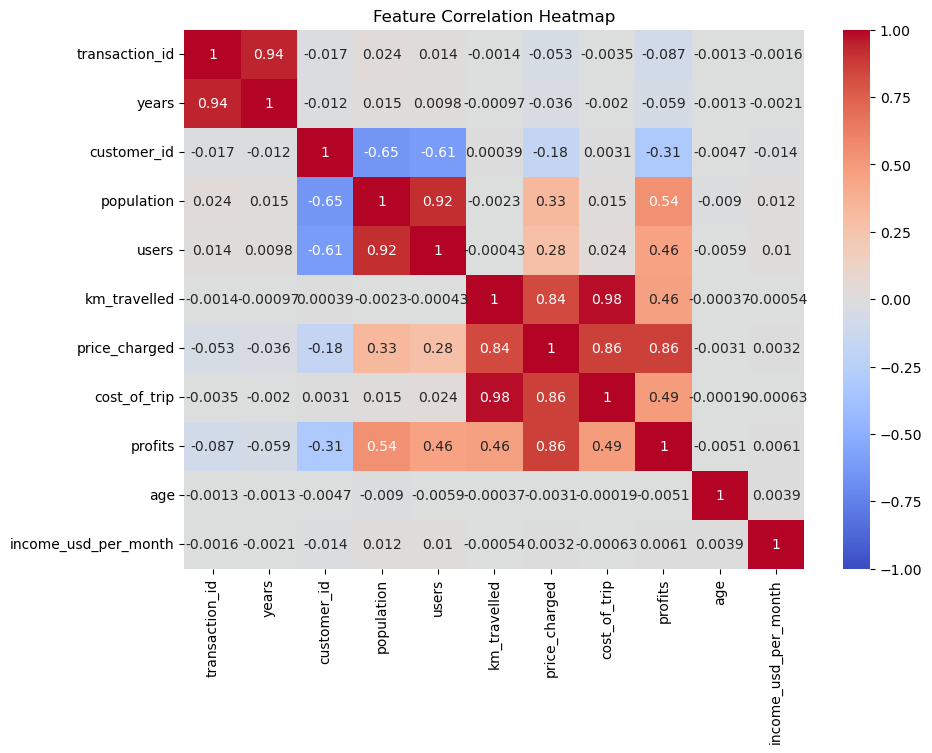 Feature Correlation Heatmap
transaction_id 1 0.94 -0.017 0.024 0.014 -0.0014 -0.053 -0.0035 -0.087 -0.0013 -0.0016
years 0.94 1 -0.012 0.015 0.0098 -0.00097 -0.036 -0.002 -0.059 -0.0013 -0.0021
customer_id -0.017 -0.012 1 -0.65 -0.61 0.00039 -0.18 0.0031 -0.31 -0.0047 -0.014
population 0.024 0.015 -0.65 1 0.92 -0.0023 0.33 0.015 0.54 -0.009 0.012
users 0.014 0.0098 -0.61 0.92 1 -0.00043 0.28 0.024 0.46 -0.0059 0.01
km_travelled -0.0014 -0.00097 0.00039 -0.0023 -0.00043 1 0.84 0.98 0.46 -0.00037 -0.00054
price_charged -0.053 -0.036 -0.18 0.33 0.28 0.84 1 0.86 0.86 -0.0031 0.0032
cost_of_trip -0.0035 -0.002 0.0031 0.015 0.024 0.98 0.86 1 0.49 -0.00019 -0.00063
profits -0.087 -0.059 -0.31 0.54 0.46 0.46 0.86 0.49 1 -0.0051 0.0061
age -0.0013 -0.0013 -0.0047 -0.009 -0.0059 -0.00037 -0.0031 -0.00019 -0.0051 1 0.0039
income_usd_per_month -0.0016 -0.0021 -0.014 0.012 0.01 -0.00054 0.0032 -0.00063 0.0061 0.0039 1
transaction_id
years
customer_id
population
users
km_travelled
price_charged
cost_of_trip
profits
age
income_usd_per_month
1.00
0.75
0.50
0.25
0.00
−0.25
−0.50
−0.75
−1.00